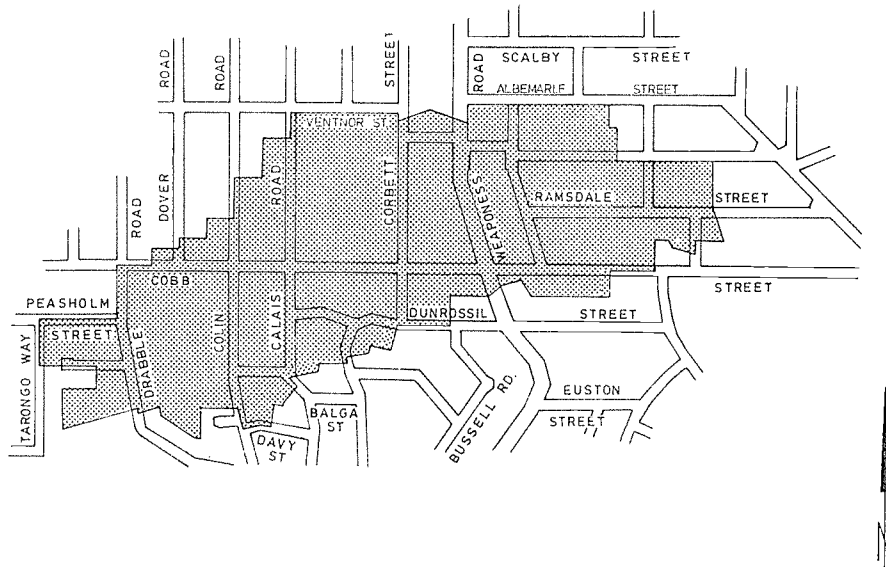 ROAD
ROAD
STREET
ROAD
SCALBY STREET
ALBEMARLE STREET
VENTNOR ST.
ROAD
DOVER
ROAD
CORBETT
WEAPONESS
RAMSDALE STREET
COBB STREET
PEASHOLM
STREET
TARONGO WAY
DRABBLE
COLIN
CALAIS
DUNROSSIL STREET
BALGA
ST
DAVY
ST
BUSSELL RD.
EUSTON
STREET
N